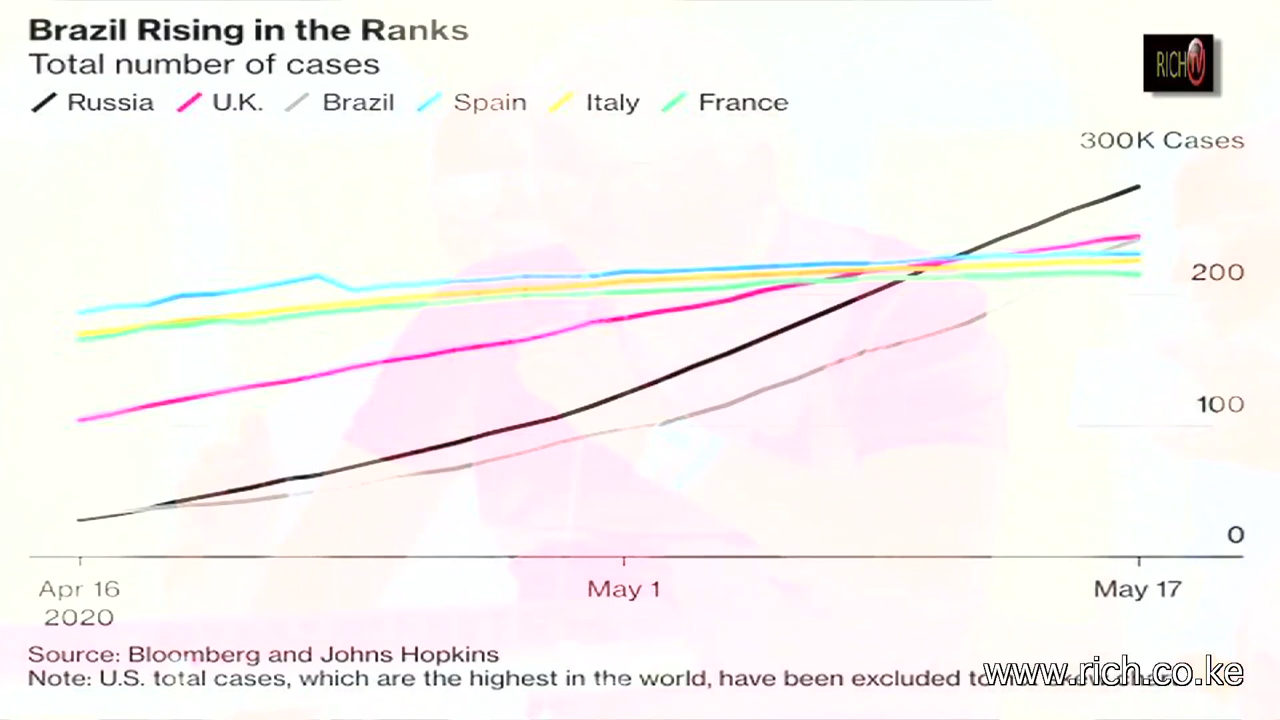 Brazil Rising in the Ranks
Total number of cases
Russia U.K. Brazil Spain Italy France
RICH TV
300K Cases
200
100
0
Apr 16 May 1 May 17
2020
Source: Bloomberg and Johns Hopkins
Note: U.S. total cases, which are the highest in the world, have been excluded to
www.rich.co.ke